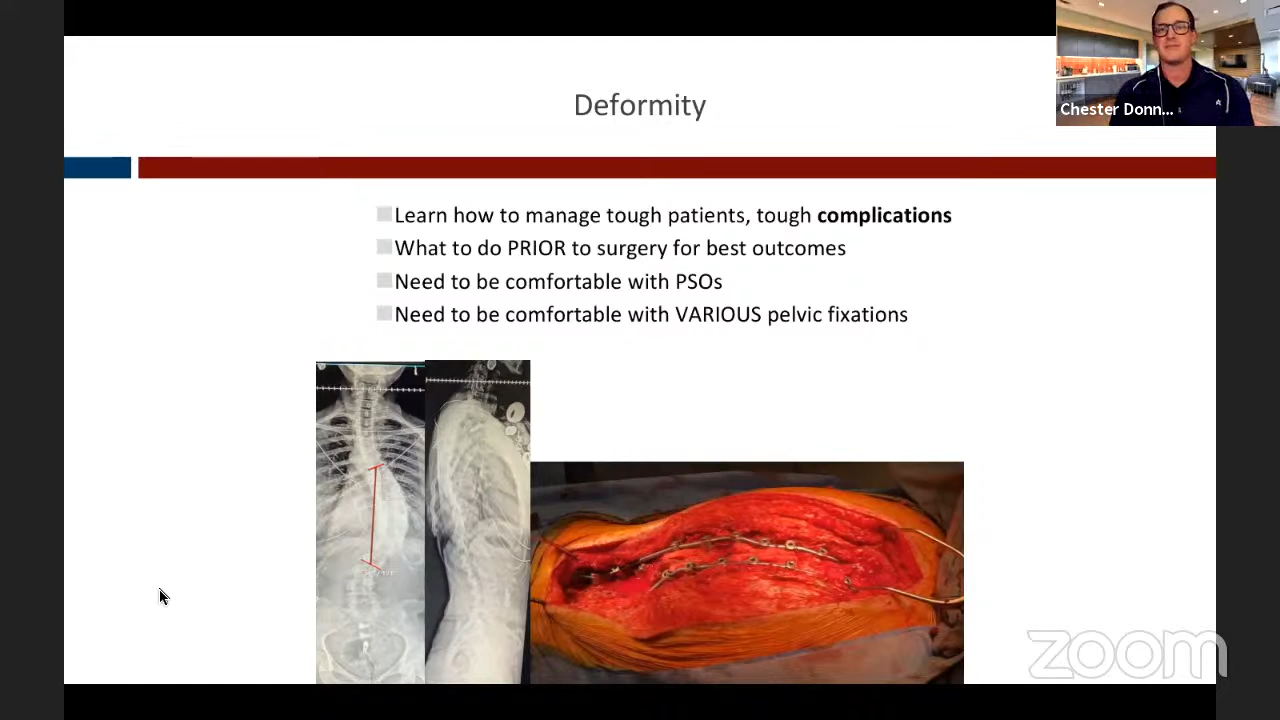 Deformity
Chester Donn...
Learn how to manage tough patients, tough complications
What to do PRIOR to surgery for best outcomes
Need to be comfortable with PSOs
Need to be comfortable with VARIOUS pelvic fixations
zoom